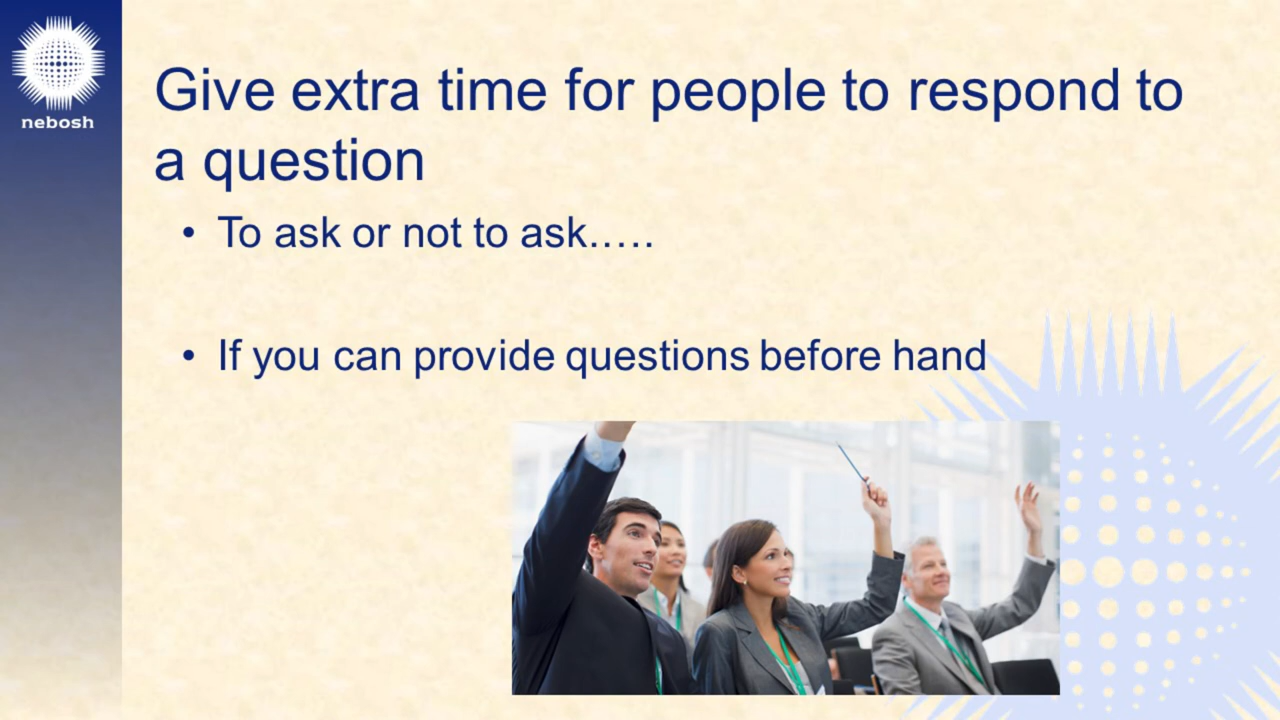 nebosh
Give extra time for people to respond to
a question
• To ask or not to ask.….
• If you can provide questions before hand